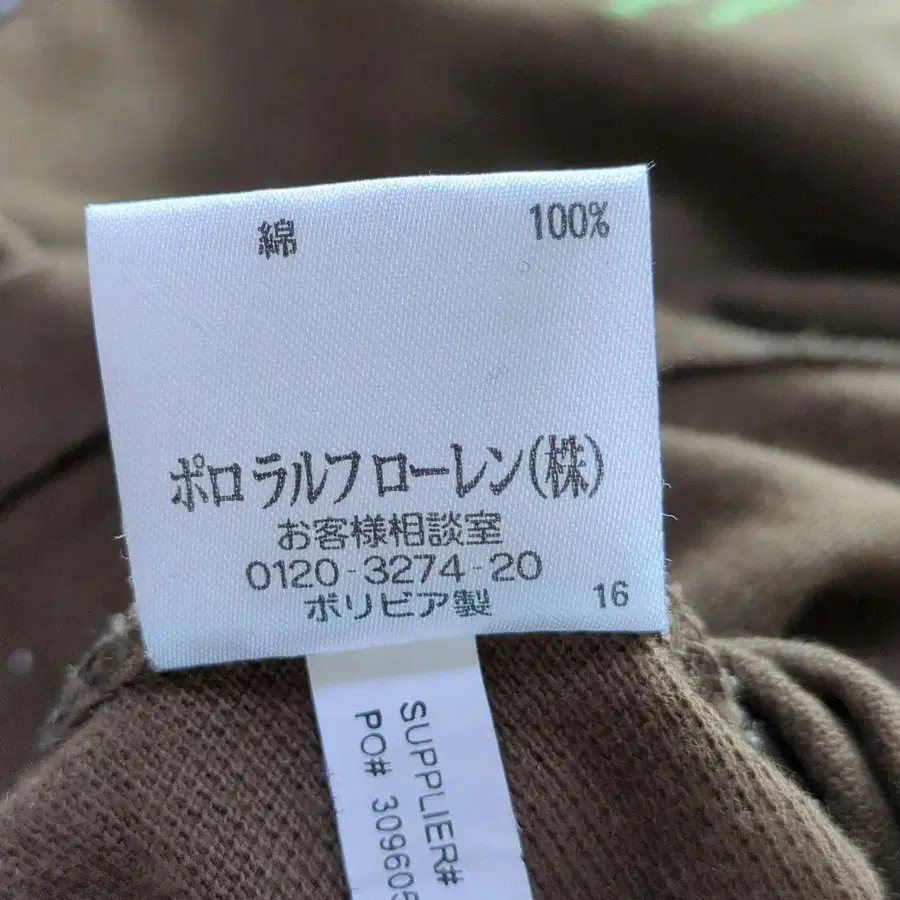 綿 100%
ポロ ラルフ ローレン(株)
お客様相談室
0120-3274-20
ボリビア製 16
SUPPLIER#
PO# 309605